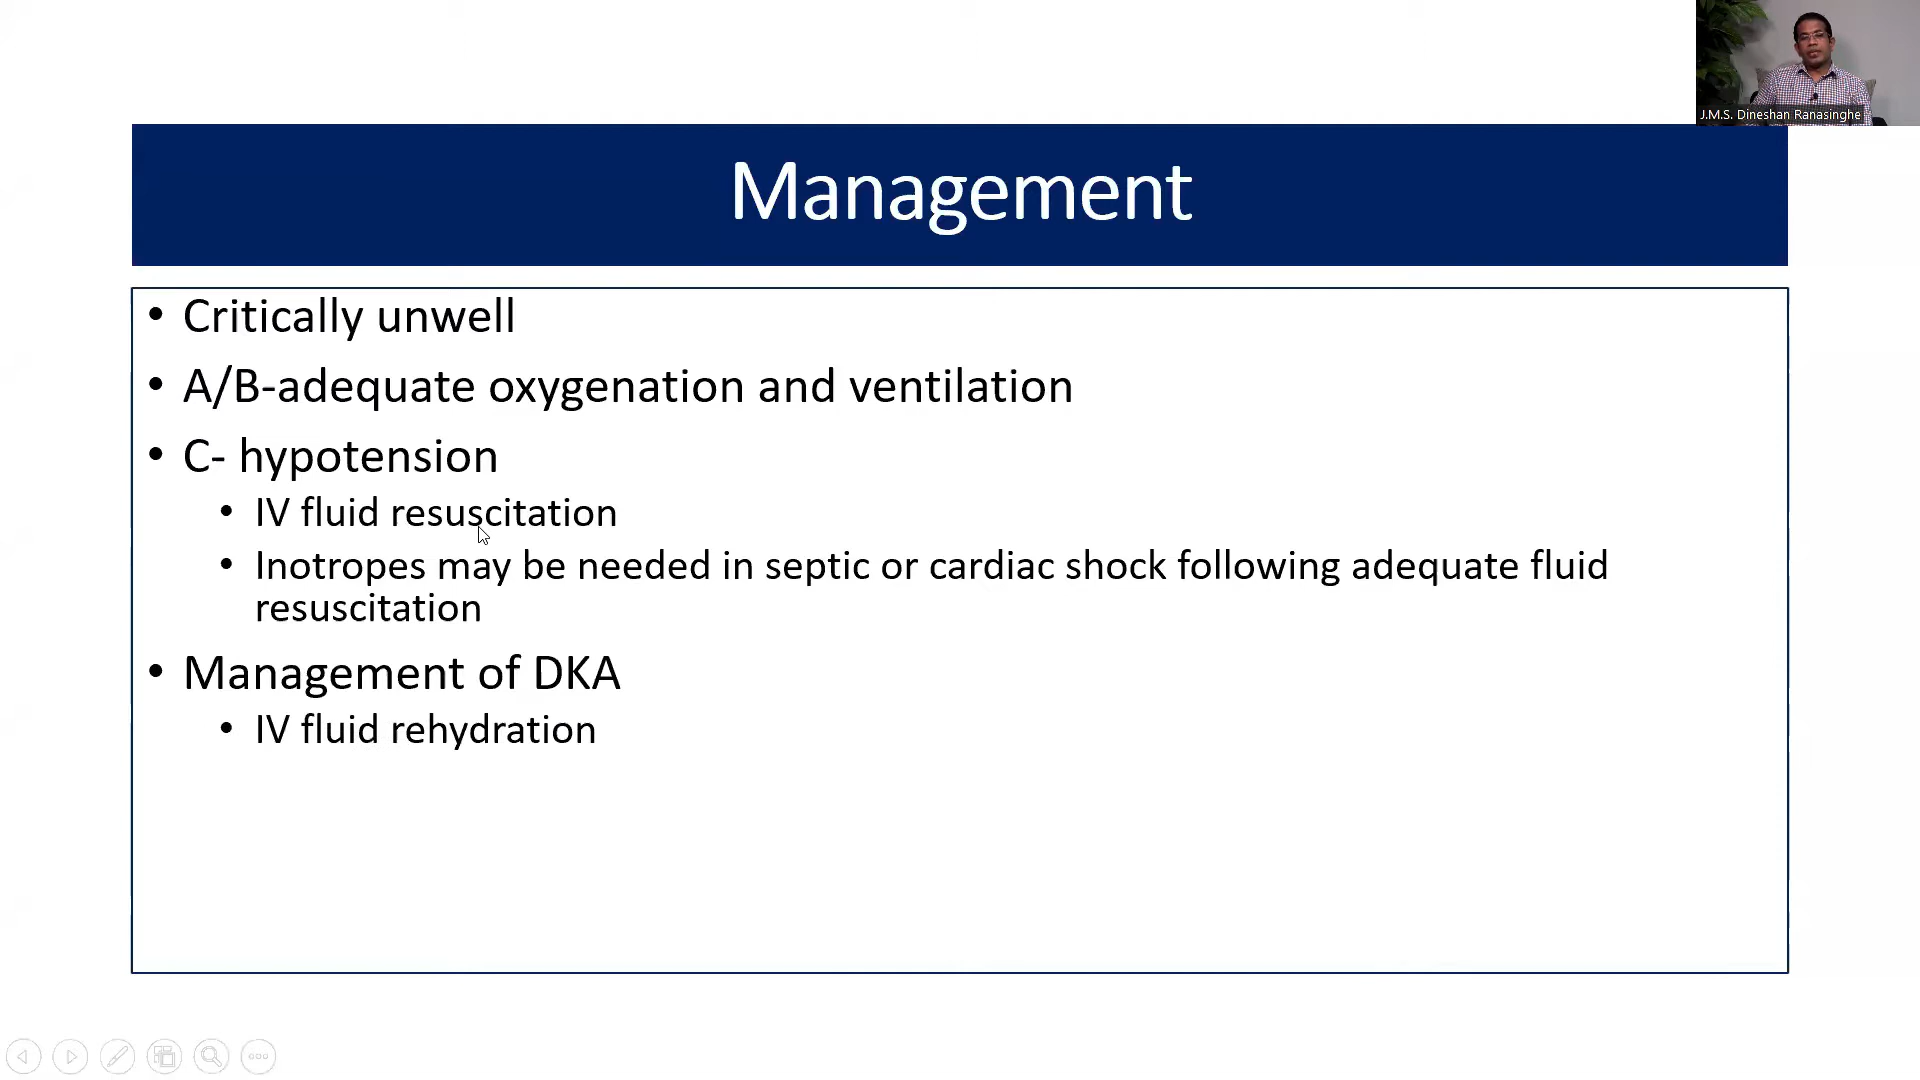 J.M.S. Dineshan Ranasinghe
Management
• Critically unwell
• A/B-adequate oxygenation and ventilation
• C- hypotension
• IV fluid resuscitation
• Inotropes may be needed in septic or cardiac shock following adequate fluid
resuscitation
• Management of DKA
• IV fluid rehydration